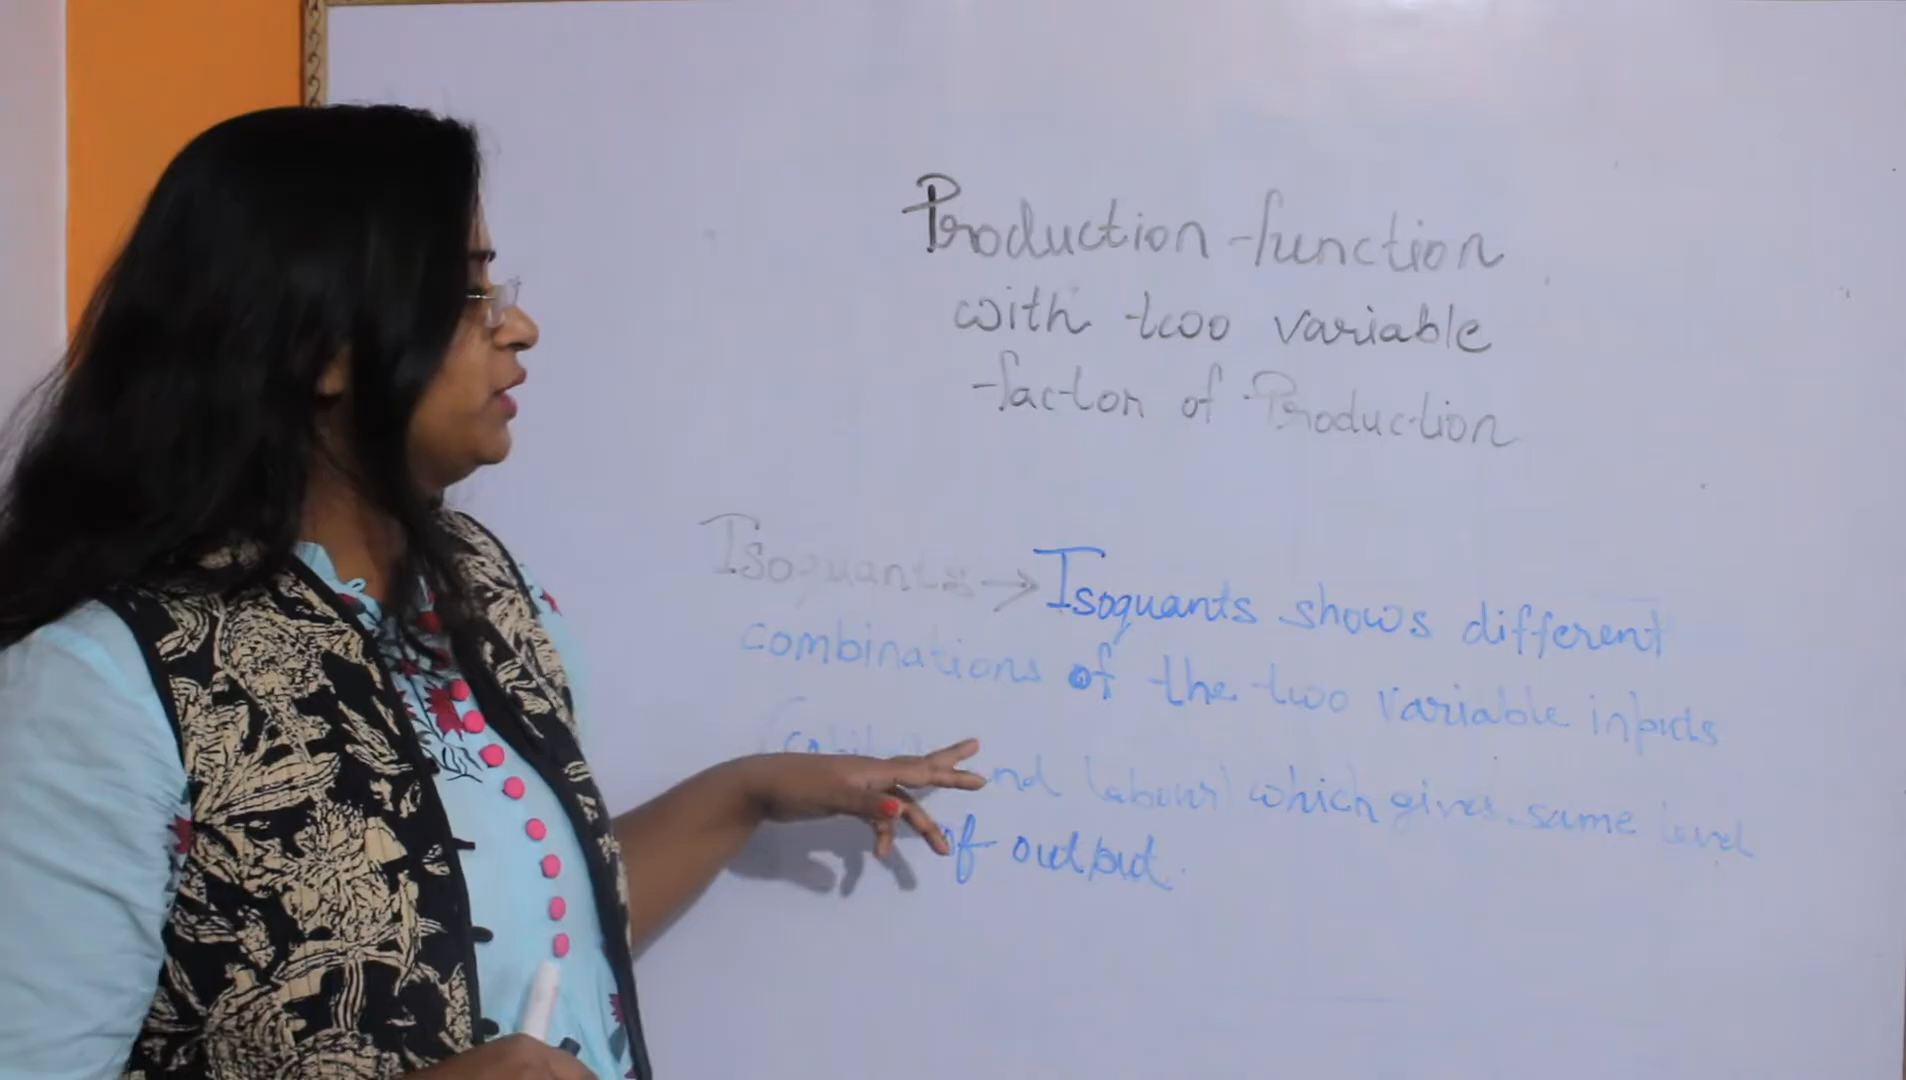 Production function
with two variable
factor of Production
Isoquants → Isoquants shows different
combinations of the two variable inputs
and labour) which gives same level
of output.